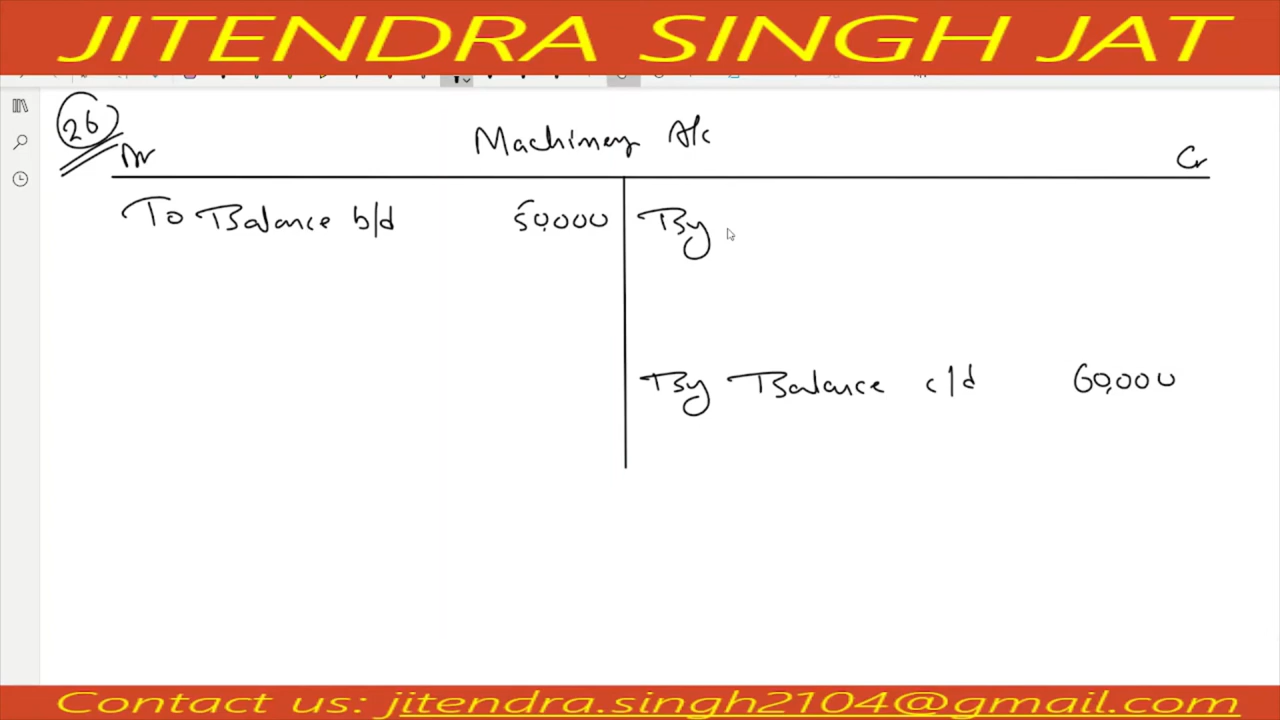 JITENDRA SINGH JAT
26
Dr
Machinery A/c
Cr
To Balance b/d 50,000
By
By Balance c/d 60,000
Contact us: jitendra.singh2104@gmail.com